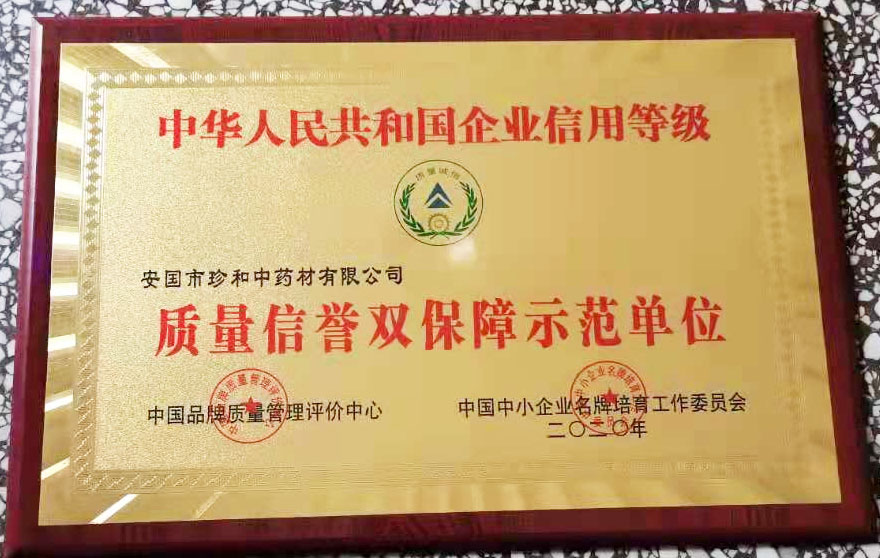 中华人民共和国企业信用等级
质量诚信
安国市珍和中药材有限公司
质量信誉双保障示范单位
中国品牌质量管理评价中心
中国中小企业名牌培育工作委员会
二〇二〇年